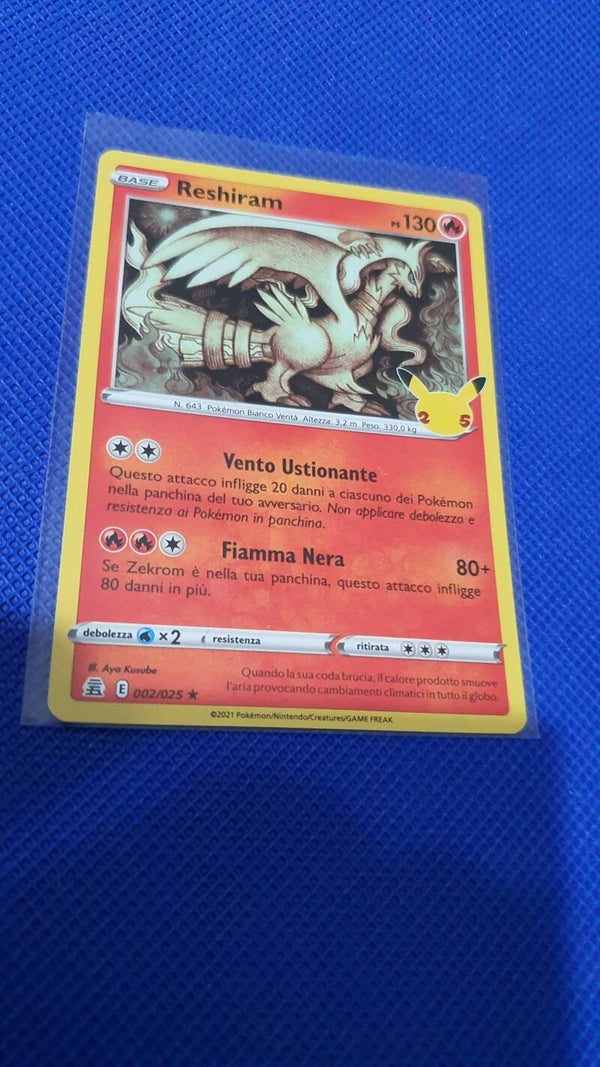 BASE Reshiram PS 130
N. 643 Pokémon Bianco Verità Altezza: 3,2 m Peso: 330,0 kg
25
Vento Ustionante
Questo attacco infligge 20 danni a ciascuno dei Pokémon
nella panchina del tuo avversario. Non applicare debolezza e
resistenza ai Pokémon in panchina.
Fiamma Nera 80+
Se Zekrom è nella tua panchina, questo attacco infligge
80 danni in più.
debolezza ×2 resistenza ritirata
Ill. Ayo Kusube
Quando la sua coda brucia, il calore prodotto smuove
l'aria provocando cambiamenti climatici in tutto il globo.
E 002/025 ★
©2021 Pokémon/Nintendo/Creatures/GAME FREAK